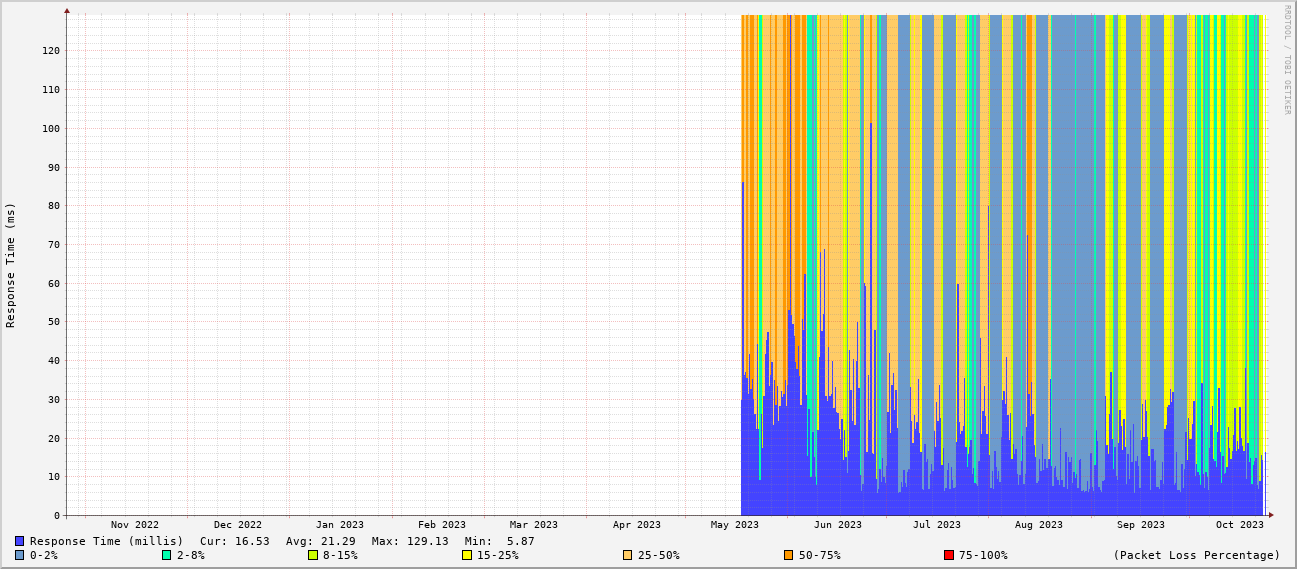 RRDTOOL / TOBI OETIKER
Response Time (ms)
120
110
100
90
80
70
60
50
40
30
20
10
0
Nov 2022 Dec 2022 Jan 2023 Feb 2023 Mar 2023 Apr 2023 May 2023 Jun 2023 Jul 2023 Aug 2023 Sep 2023 Oct 2023
Response Time (millis) Cur: 16.53 Avg: 21.29 Max: 129.13 Min: 5.87
0-2% 2-8% 8-15% 15-25% 25-50% 50-75% 75-100% (Packet Loss Percentage)